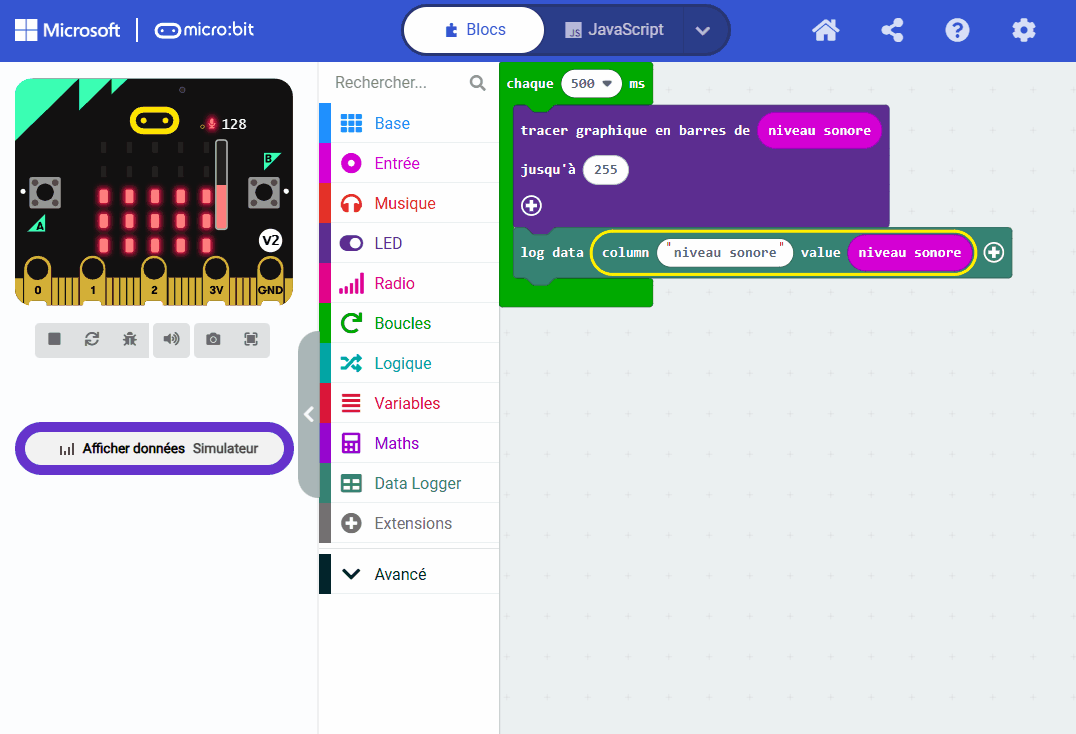 Microsoft micro:bit Blocs JavaScript
128
B
A
V2
0 1 2 3V GND
Afficher données Simulateur
Rechercher...
Base
Entrée
Musique
LED
Radio
Boucles
Logique
Variables
Maths
Data Logger
Extensions
Avancé
chaque 500 ms
tracer graphique en barres de niveau sonore
jusqu'à 255
log data column "niveau sonore" value niveau sonore